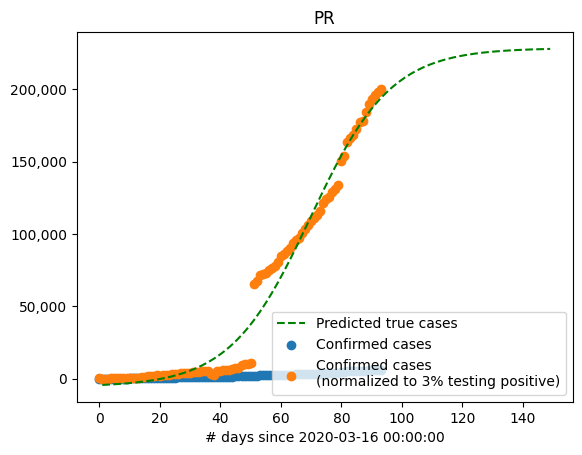 PR
200,000
150,000
100,000
50,000
0
Predicted true cases
Confirmed cases
Confirmed cases
(normalized to 3% testing positive)
0 20 40 60 80 100 120 140
# days since 2020-03-16 00:00:00